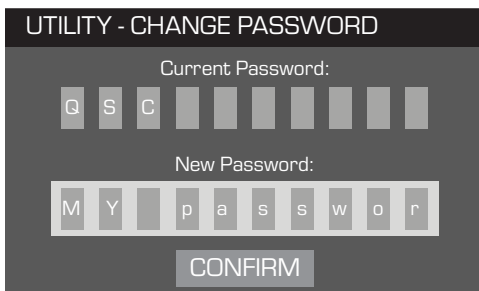 UTILITY - CHANGE PASSWORD
Current Password:
Q S C
New Password:
M Y   p a s s w o r
CONFIRM